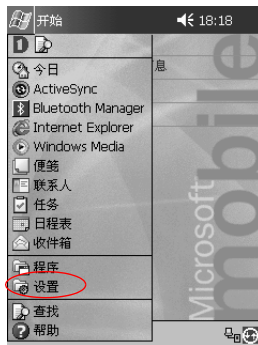 开始 18:18
今日
息
ActiveSync
Bluetooth Manager
Internet Explorer
Windows Media
便笺
联系人
任务
日程表
收件箱
程序
设置
查找
帮助
Microsoft
mobile